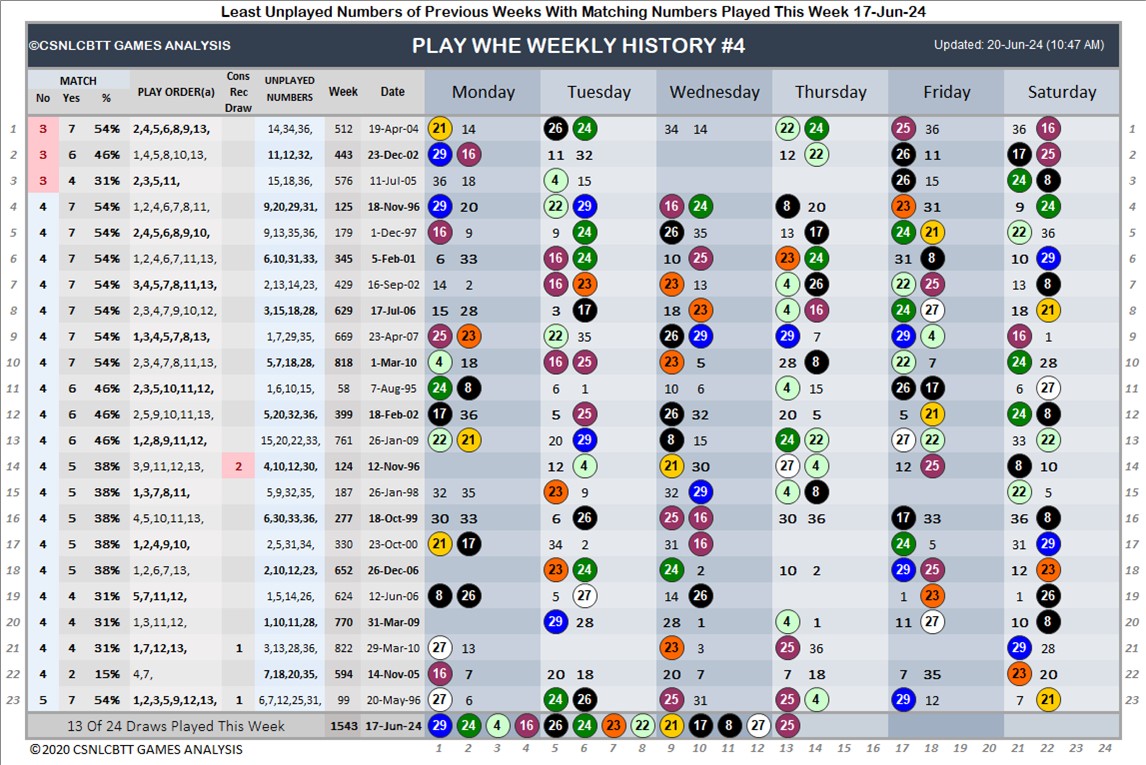 Least Unplayed Numbers of Previous Weeks With Matching Numbers Played This Week 17-Jun-24
©CSNLCBTT GAMES ANALYSIS PLAY WHE WEEKLY HISTORY #4 Updated: 20-Jun-24 (10:47 AM)
MATCH PLAY ORDER(a) Cons Rec Draw UNPLAYED NUMBERS Week Date Monday Tuesday Wednesday Thursday Friday Saturday
No Yes %
1 3 7 54% 2,4,5,6,8,9,13, 14,34,36, 512 19-Apr-04 21 14 26 24 34 14 22 24 25 36 36 16 1
2 3 6 46% 1,4,5,8,10,13, 11,12,32, 443 23-Dec-02 29 16 11 32 12 22 26 11 17 25 2
3 3 4 31% 2,3,5,11, 15,18,36, 576 11-Jul-05 36 18 4 15 26 15 24 8 3
4 4 7 54% 1,2,4,6,7,8,11, 9,20,29,31, 125 18-Nov-96 29 20 22 29 16 24 8 20 23 31 9 24 4
5 4 7 54% 2,4,5,6,8,9,10, 9,13,35,36, 179 1-Dec-97 16 9 9 24 26 35 13 17 24 21 22 36 5
6 4 7 54% 1,2,4,6,7,11,13, 6,10,31,33, 345 5-Feb-01 6 33 16 24 10 25 23 24 31 8 10 29 6
7 4 7 54% 3,4,5,7,8,11,13, 2,13,14,23, 429 16-Sep-02 14 2 16 23 23 13 4 26 22 25 13 8 7
8 4 7 54% 2,3,4,7,9,10,12, 3,15,18,28, 629 17-Jul-06 15 28 3 17 18 23 4 16 24 27 18 21 8
9 4 7 54% 1,3,4,5,7,8,13, 1,7,29,35, 669 23-Apr-07 25 23 22 35 26 29 29 7 29 4 16 1 9
10 4 7 54% 2,3,4,7,8,11,13, 5,7,18,28, 818 1-Mar-10 4 18 16 25 23 5 28 8 22 7 24 28 10
11 4 6 46% 2,3,5,10,11,12, 1,6,10,15, 58 7-Aug-95 24 8 6 1 10 6 4 15 26 17 6 27 11
12 4 6 46% 2,5,9,10,11,13, 5,20,32,36, 399 18-Feb-02 17 36 5 25 26 32 20 5 5 21 24 8 12
13 4 6 46% 1,2,8,9,11,12, 15,20,22,33, 761 26-Jan-09 22 21 20 29 8 15 24 22 27 22 33 22 13
14 4 5 38% 3,9,11,12,13, 2 4,10,12,30, 124 12-Nov-96 12 4 21 30 27 4 12 25 8 10 14
15 4 5 38% 1,3,7,8,11, 5,9,32,35, 187 26-Jan-98 32 35 23 9 32 29 4 8 22 5 15
16 4 5 38% 4,5,10,11,13, 6,30,33,36, 277 18-Oct-99 30 33 6 26 25 16 30 36 17 33 36 8 16
17 4 5 38% 1,2,4,9,10, 2,5,31,34, 330 23-Oct-00 21 17 34 2 31 16 24 5 31 29 17
18 4 5 38% 1,2,6,7,13, 2,10,12,23, 652 26-Dec-06 23 24 24 2 10 2 29 25 12 23 18
19 4 4 31% 5,7,11,12, 1,5,14,26, 624 12-Jun-06 8 26 5 27 14 26 1 23 1 26 19
20 4 4 31% 1,3,11,12, 1,10,11,28, 770 31-Mar-09 29 28 28 1 4 1 11 27 10 8 20
21 4 4 31% 1,7,12,13, 1 3,13,28,36, 822 29-Mar-10 27 13 23 3 25 36 29 28 21
22 4 2 15% 4,7, 7,18,20,35, 594 14-Nov-05 16 7 20 18 20 7 7 18 7 35 23 20 22
23 5 7 54% 1,2,3,5,9,12,13, 1 6,7,12,25,31, 99 20-May-96 27 6 24 26 25 31 25 4 29 12 7 21 23
13 Of 24 Draws Played This Week 1543 17-Jun-24 29 24 4 16 26 24 23 22 21 17 8 27 25
© 2020 CSNLCBTT GAMES ANALYSIS 1 2 3 4 5 6 7 8 9 10 11 12 13 14 15 16 17 18 19 20 21 22 23 24